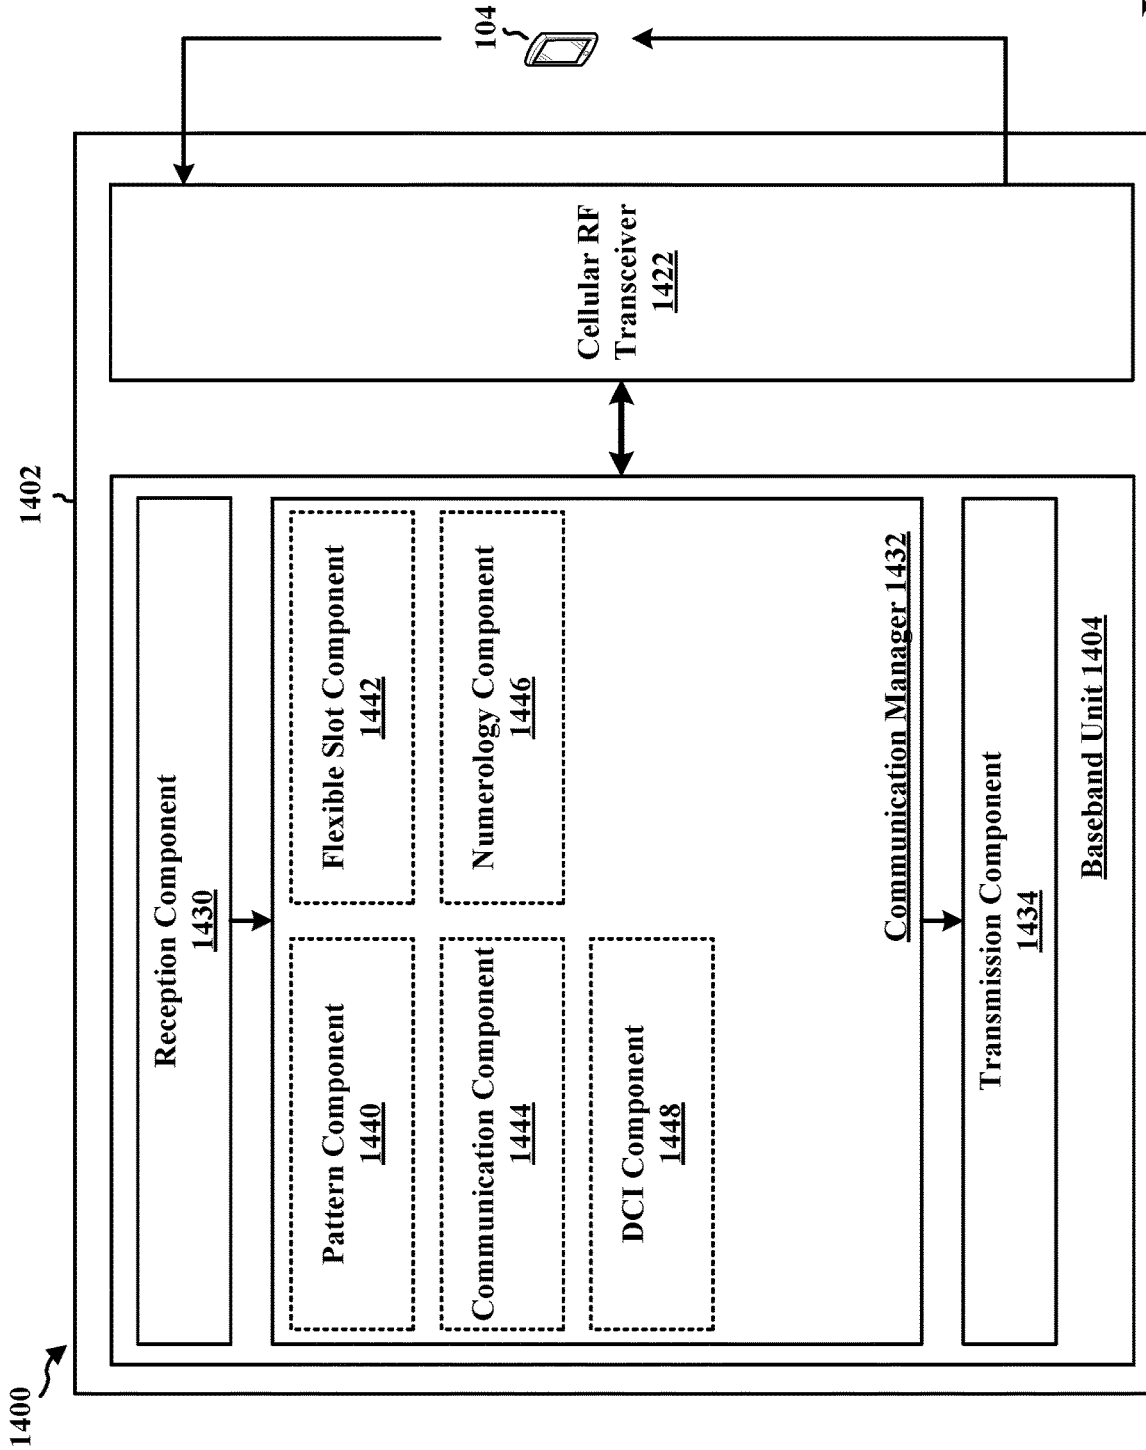 1400
1402
104
Reception Component
1430
Pattern Component
1440
Flexible Slot Component
1442
Communication Component
1444
Numerology Component
1446
DCI Component
1448
Communication Manager 1432
Transmission Component
1434
Baseband Unit 1404
Cellular RF
Transceiver
1422